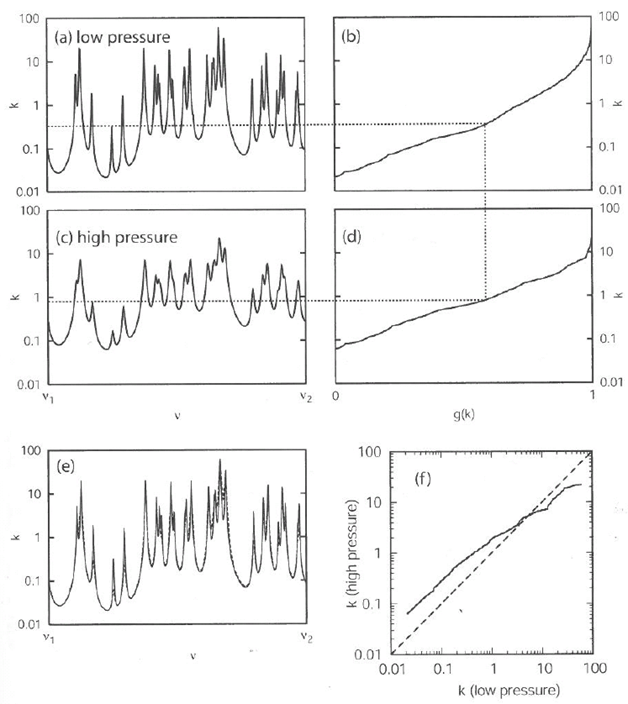 (a) low pressure
100
10
1
0.1
0.01
k
(b)
100
10
1
0.1
0.01
k
(c) high pressure
100
10
1
0.1
0.01
k
ν1
ν
ν2
(d)
100
10
1
0.1
0.01
k
0
g(k)
1
(e)
100
10
1
0.1
0.01
k
ν1
ν
ν2
(f)
100
10
1
0.1
0.01
k (high pressure)
0.01
0.1
1
10
100
k (low pressure)